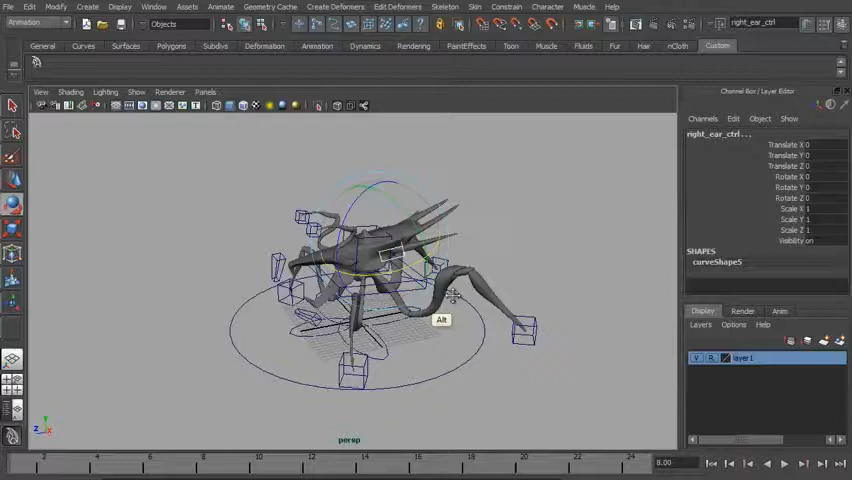 File Edit Modify Create Display Window Assets Animate Geometry Cache Create Deformers Edit Deformers Skeleton Skin Constrain Character Muscle Help
Animation Objects right_ear_ctrl
General Curves Surfaces Polygons Subdivs Deformation Animation Dynamics Rendering PaintEffects Toon Muscle Fluids Fur Hair nCloth Custom
View Shading Lighting Show Renderer Panels
Channel Box / Layer Editor
Channels Edit Object Show
right_ear_ctrl . . .
Translate X 0
Translate Y 0
Translate Z 0
Rotate X 0
Rotate Y 0
Rotate Z 0
Scale X 1
Scale Y 1
Scale Z 1
Visibility on
SHAPES
curveShape5
Alt
Display Render Anim
Layers Options Help
V R layer1
z x
persp
2 4 6 8 10 12 14 16 18 20 22 24 8.00